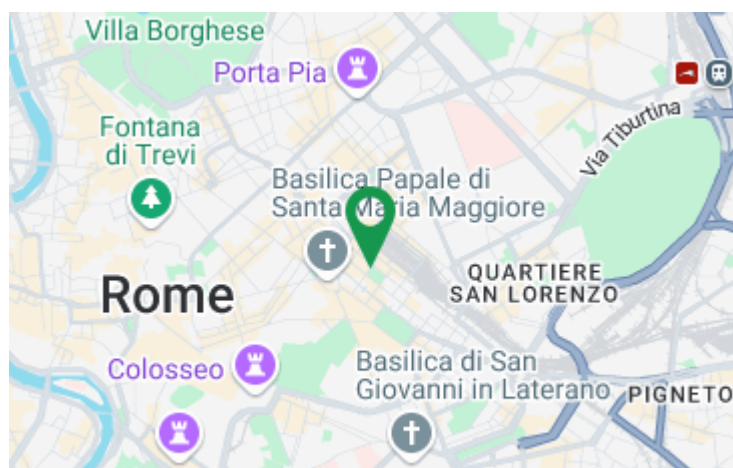 Villa Borghese
Porta Pia
Fontana
di Trevi
Via Tiburtina
Basilica Papale di
Santa Maria Maggiore
Rome
QUARTIERE
SAN LORENZO
Colosseo
Basilica di San
Giovanni in Laterano
PIGNETO